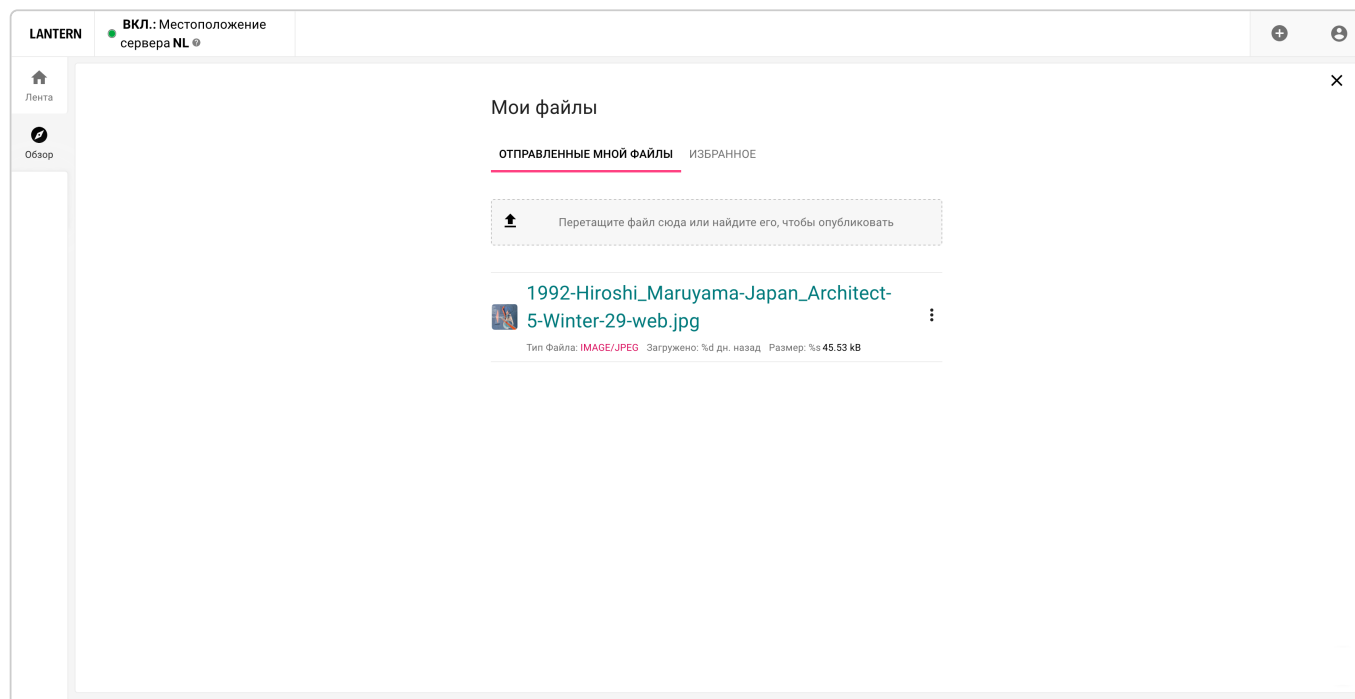 LANTERN
ВКЛ.: Местоположение
сервера NL
Лента
Обзор
Мои файлы
ОТПРАВЛЕННЫЕ МНОЙ ФАЙЛЫ ИЗБРАННОЕ
Перетащите файл сюда или найдите его, чтобы опубликовать
1992-Hiroshi_Maruyama-Japan_Architect-
5-Winter-29-web.jpg
Тип Файла: IMAGE/JPEG Загружено: %d дн. назад Размер: %s 45.53 kB